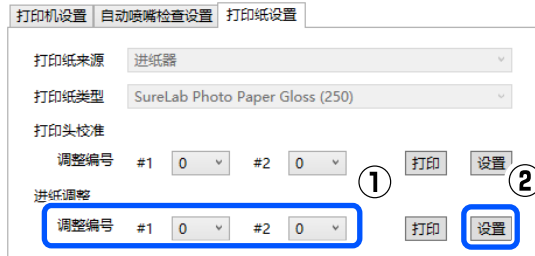 打印机设置 自动喷嘴检查设置 打印纸设置
打印纸来源 进纸器
打印纸类型 SureLab Photo Paper Gloss (250)
打印头校准
调整编号 #1 0 #2 0 打印 设置
① ②
进纸调整
调整编号 #1 0 #2 0 打印 设置